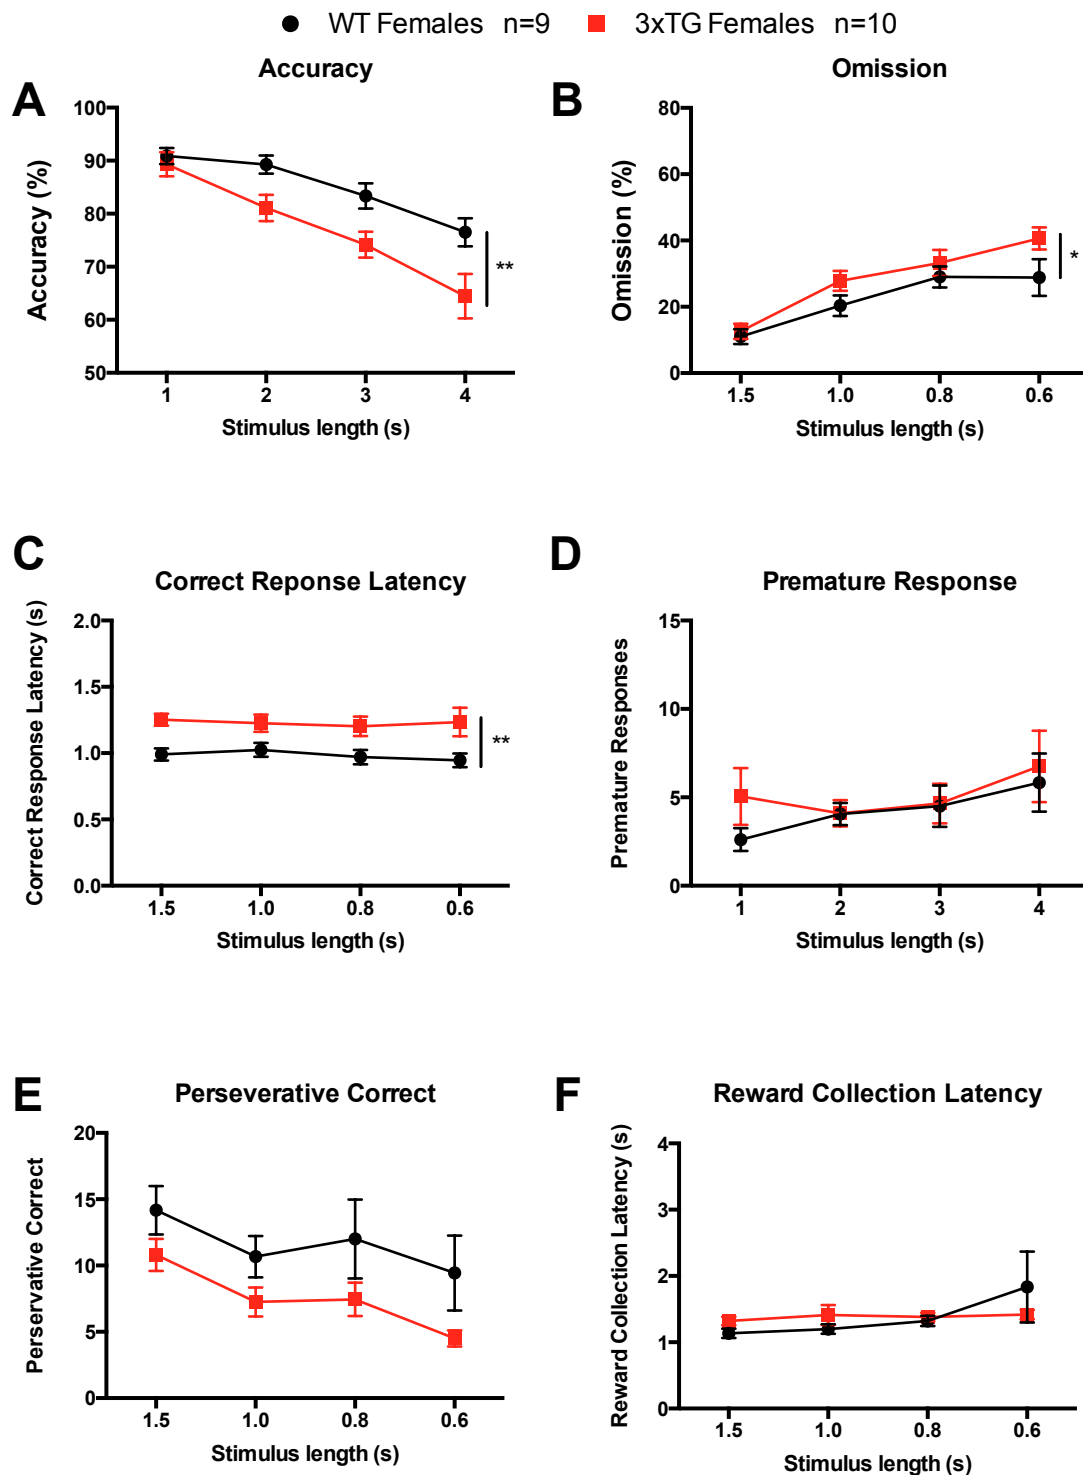 WT Females n=9 3xTG Females n=10
A
Accuracy
Accuracy (%)
100
90
80
70
60
50
**
1 2 3 4
Stimulus length (s)
B
Omission
Omission (%)
80
60
40
20
0
*
1.5 1.0 0.8 0.6
Stimulus length (s)
C
Correct Reponse Latency
Correct Response Latency (s)
2.0
1.5
1.0
0.5
0.0
**
1.5 1.0 0.8 0.6
Stimulus length (s)
D
Premature Response
Premature Responses
15
10
5
0
1 2 3 4
Stimulus length (s)
E
Perseverative Correct
Perservative Correct
20
15
10
5
0
1.5 1.0 0.8 0.6
Stimulus length (s)
F
Reward Collection Latency
Reward Collection Latency (s)
4
3
2
1
0
1.5 1.0 0.8 0.6
Stimulus length (s)